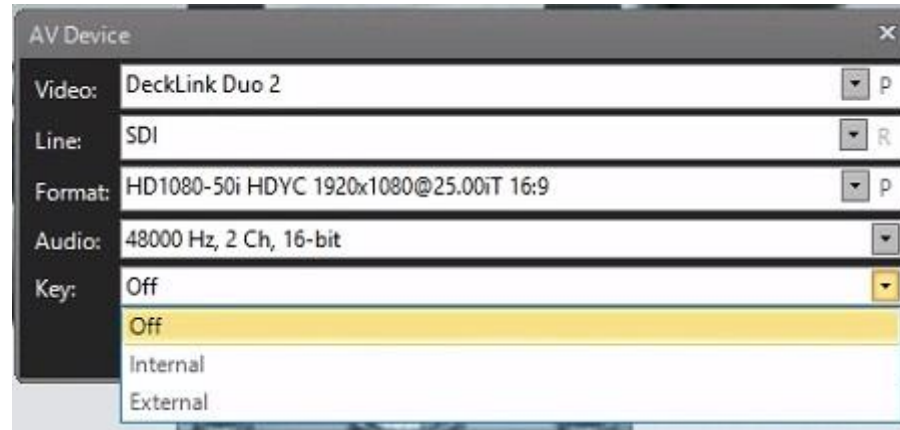 AV Device ×
Video: DeckLink Duo 2 P
Line: SDI R
Format: HD1080-50i HDYC 1920x1080@25.00iT 16:9 P
Audio: 48000 Hz, 2 Ch, 16-bit
Key: Off
Off
Internal
External